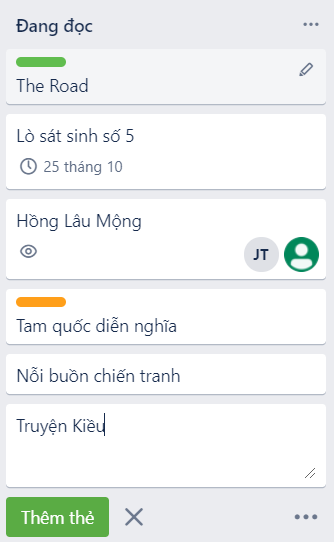 Đang đọc
The Road
Lò sát sinh số 5
25 tháng 10
Hồng Lâu Mộng
JT
Tam quốc diễn nghĩa
Nỗi buồn chiến tranh
Truyện Kiều
Thêm thẻ